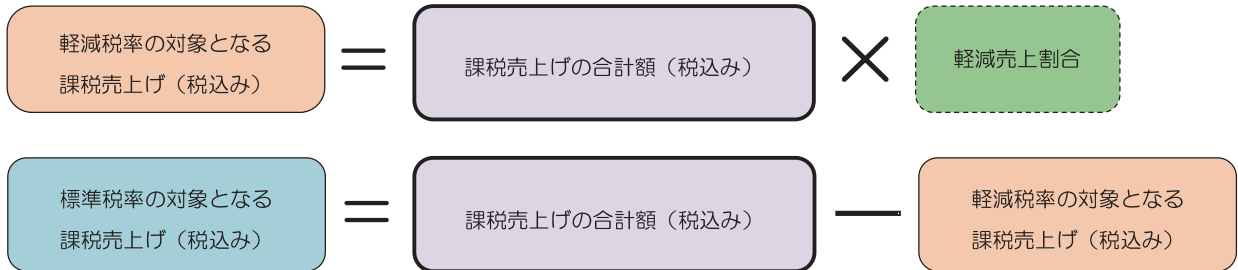 軽減税率の対象となる
課税売上げ（税込み）
＝
課税売上げの合計額（税込み）
×
軽減売上割合
標準税率の対象となる
課税売上げ（税込み）
＝
課税売上げの合計額（税込み）
－
軽減税率の対象となる
課税売上げ（税込み）